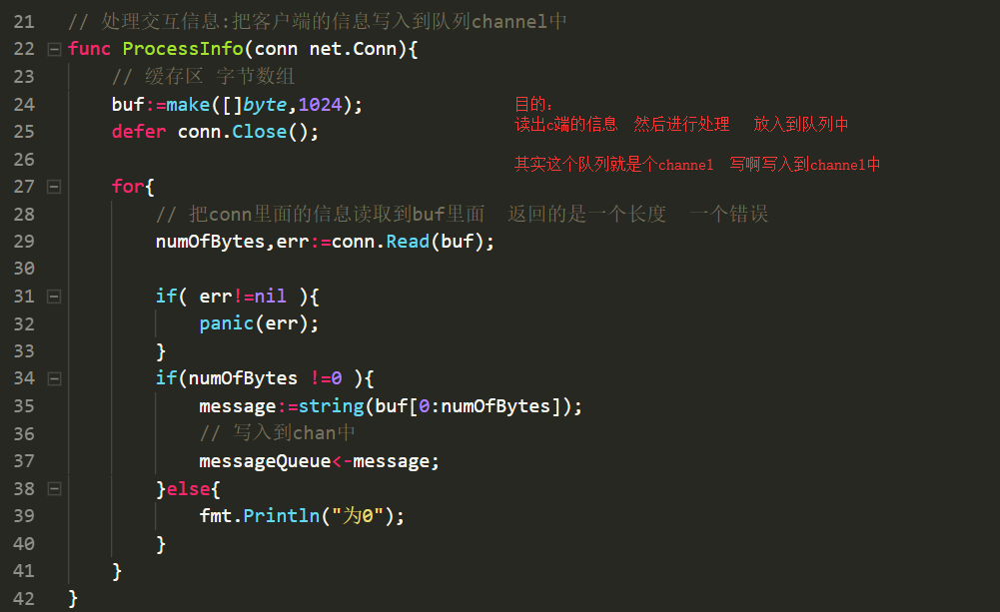 21 // 处理交互信息:把客户端的信息写入到队列channel中
22 func ProcessInfo(conn net.Conn){
23 // 缓存区 字节数组
24 buf:=make([]byte,1024);
目的:
25 defer conn.Close();
读出c端的信息 然后进行处理 放入到队列中
26
其实这个队列就是个channel 写啊写入到channel中
27 for{
28 // 把conn里面的信息读取到buf里面 返回的是一个长度 一个错误
29 numOfBytes,err:=conn.Read(buf);
30
31 if( err!=nil ){
32 panic(err);
33 }
34 if(numOfBytes !=0 ){
35 message:=string(buf[0:numOfBytes]);
36 // 写入到chan中
37 messageQueue<-message;
38 }else{
39 fmt.Println("为0");
40 }
41 }
42 }